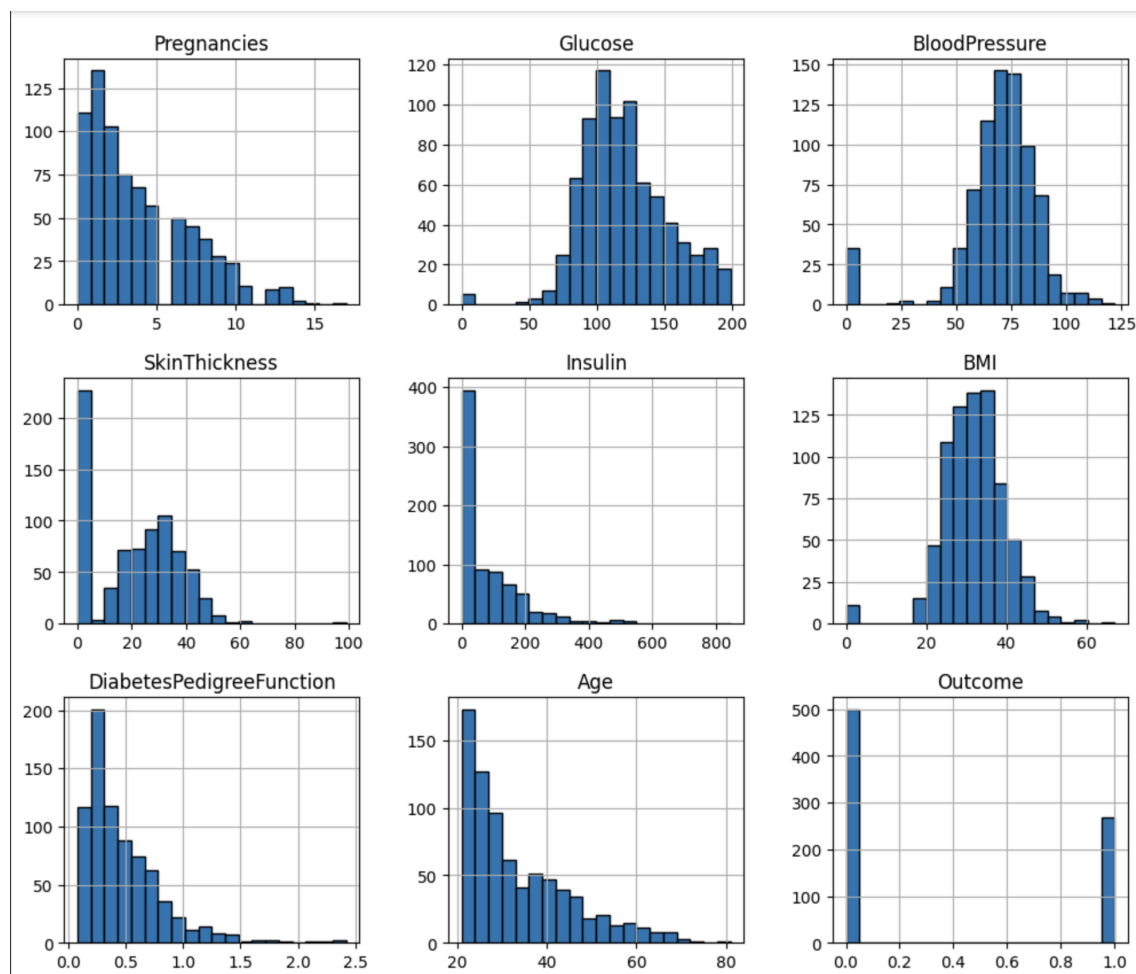 Pregnancies Glucose BloodPressure
125 120 150
100 100 125
75 80 100
50 60 75
25 40 50
0 20 25
0 0
0 5 10 15 0 50 100 150 200 0 25 50 75 100 125
SkinThickness Insulin BMI
200 400 125
150 300 100
100 200 75
50 100 50
0 0 25
0
0 20 40 60 80 100 0 200 400 600 800 0 20 40 60
DiabetesPedigreeFunction Age Outcome
200 150 500
150 100 400
100 50 300
50 0 200
0 100
0
0.0 0.5 1.0 1.5 2.0 2.5 20 40 60 80 0.0 0.2 0.4 0.6 0.8 1.0